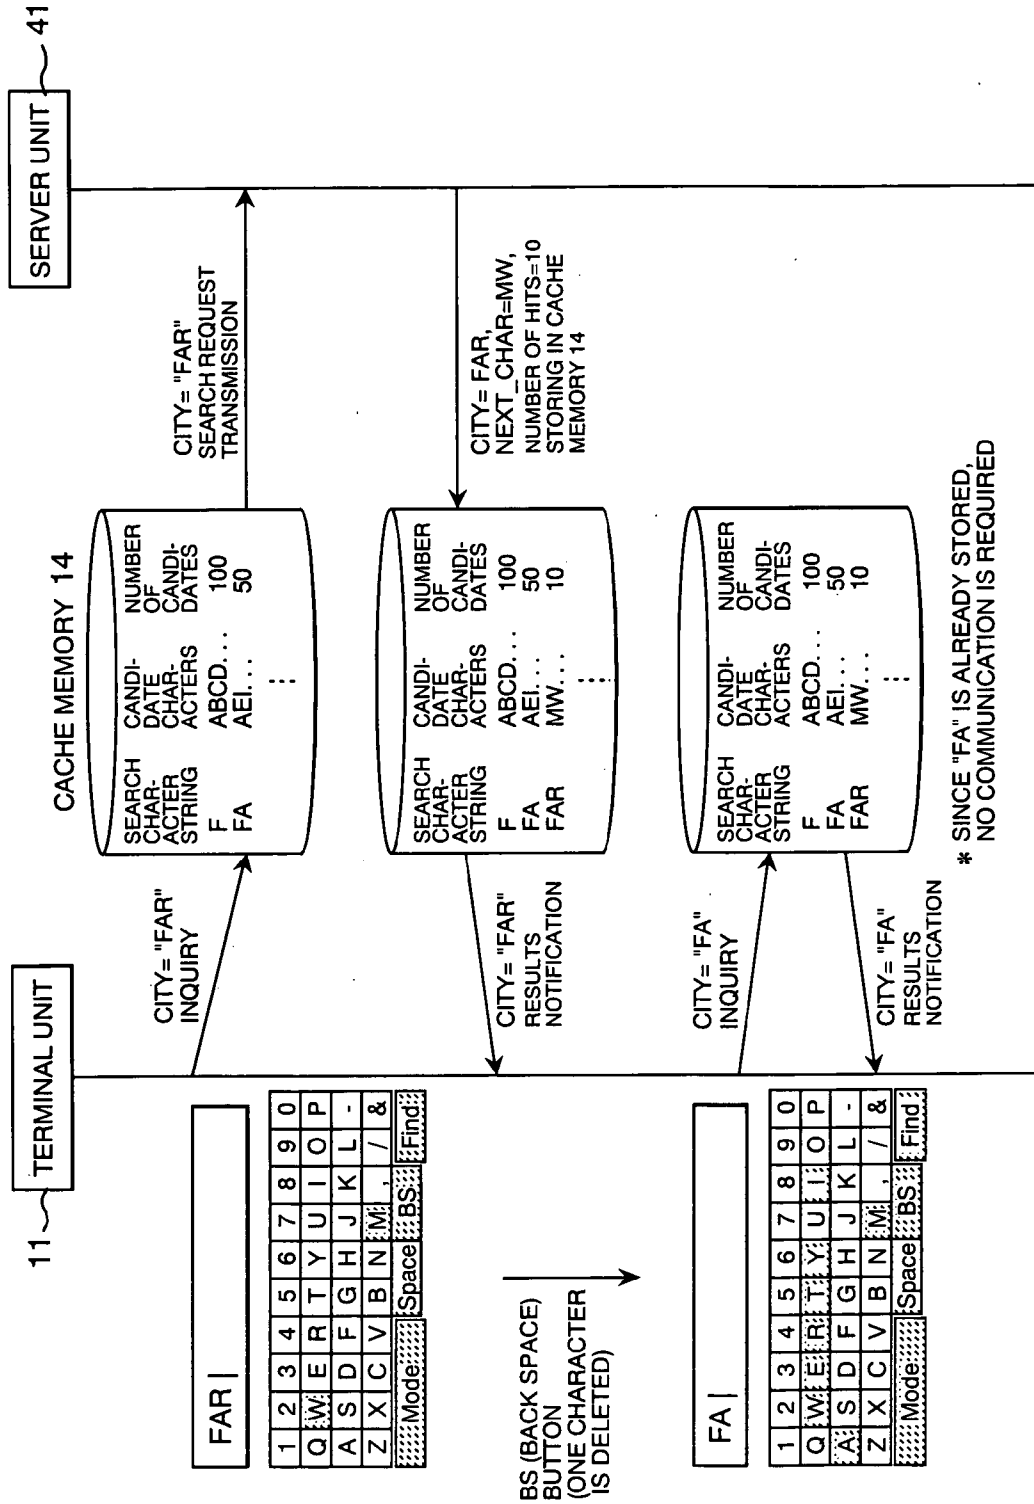 11 TERMINAL UNIT
CACHE MEMORY 14
SERVER UNIT 41
FAR
1 2 3 4 5 6 7 8 9 0
Q W E R T Y U I O P
A S D F G H J K L -
Z X C V B N M , / &
Mode Space BS Find
CITY= "FAR"
INQUIRY
SEARCH CHAR- ACTER STRING
CANDI- DATE CHAR- ACTERS
NUMBER OF CANDI- DATES
F ABCD... 100
FA AEI... 50
⋮
CITY= "FAR"
SEARCH REQUEST
TRANSMISSION
CITY= FAR,
NEXT_CHAR=MW,
NUMBER OF HITS=10
STORING IN CACHE
MEMORY 14
SEARCH CHAR- ACTER STRING
CANDI- DATE CHAR- ACTERS
NUMBER OF CANDI- DATES
F ABCD... 100
FA AEI... 50
FAR MW... 10
⋮
CITY= "FAR"
RESULTS
NOTIFICATION
BS (BACK SPACE)
BUTTON
(ONE CHARACTER
IS DELETED)
FA
1 2 3 4 5 6 7 8 9 0
Q W E R T Y U I O P
A S D F G H J K L -
Z X C V B N M , / &
Mode Space BS Find
CITY= "FA"
INQUIRY
SEARCH CHAR- ACTER STRING
CANDI- DATE CHAR- ACTERS
NUMBER OF CANDI- DATES
F ABCD... 100
FA AEI... 50
FAR MW... 10
⋮
CITY= "FA"
RESULTS
NOTIFICATION
* SINCE "FA" IS ALREADY STORED,
NO COMMUNICATION IS REQUIRED